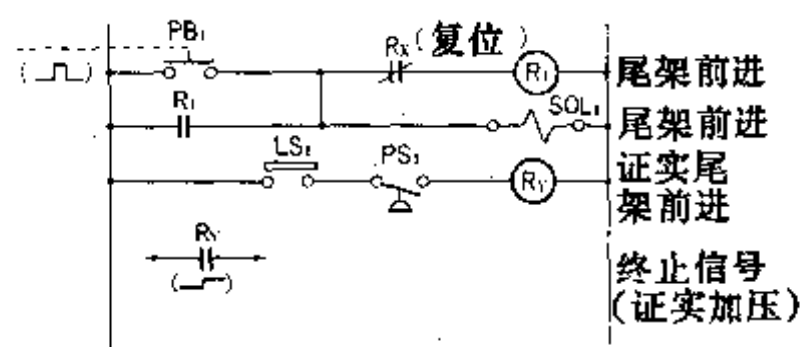 PB₁
Rx(复位)
R₁
尾架前进
R₁
SOL₁
尾架前进
LS₂
PS₁
Ry
证实尾
架前进
Ry
终止信号
(证实加压)